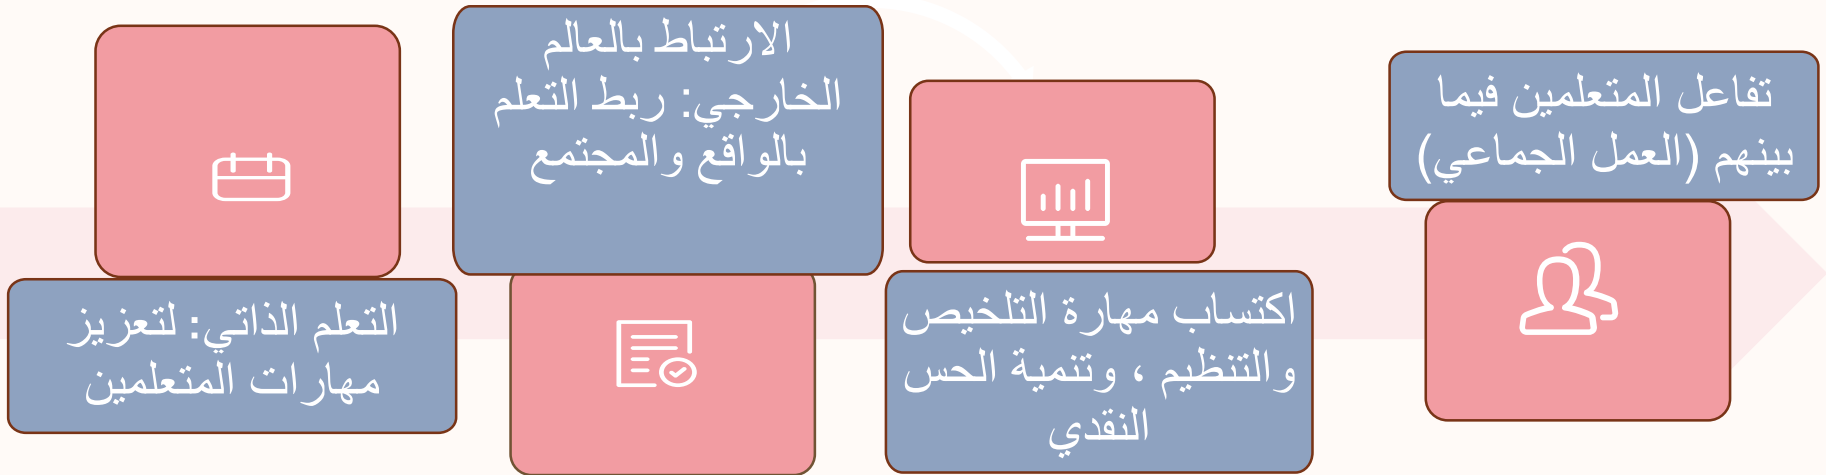 تفاعل المتعلمين فيما
بينهم (العمل الجماعي)
اكتساب مهارة التلخيص
والتنظيم ، وتنمية الحس
النقدي
الارتباط بالعالم
الخارجي: ربط التعلم
بالواقع والمجتمع
التعلم الذاتي: لتعزيز
مهارات المتعلمين